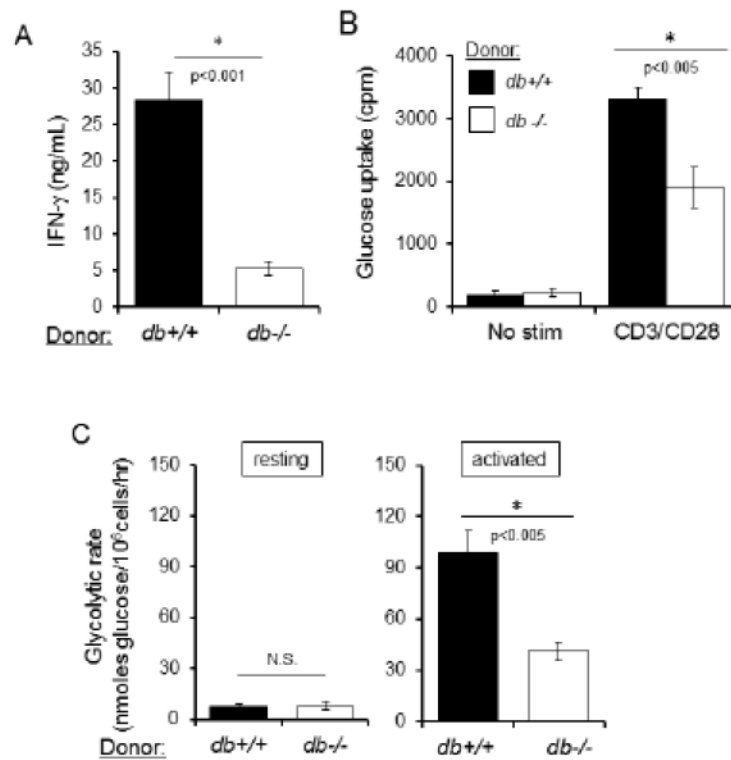 A
IFN-γ (ng/mL)
35
30
25
20
15
10
5
0
*
p<0.001
Donor:
db+/+
db-/-
B
Glucose uptake (cpm)
4000
3000
2000
1000
0
Donor:
db+/+
db -/-
*
p<0.005
No stim
CD3/CD28
C
Glycolytic rate
(nmoles glucose/10⁶cells/hr)
150
120
90
60
30
0
resting
N.S.
Donor:
db+/+
db-/-
150
120
90
60
30
0
activated
*
p<0.005
db+/+
db-/-